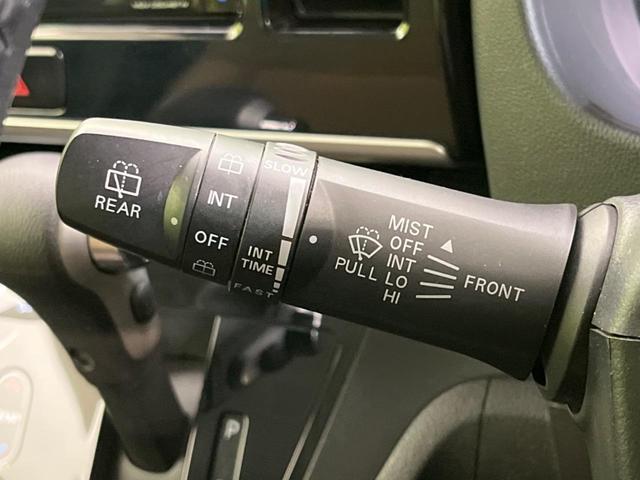 REAR
INT
OFF
SLOW
INT
TIME
FAST
MIST
OFF
PULL INT
LO
HI
FRONT
P